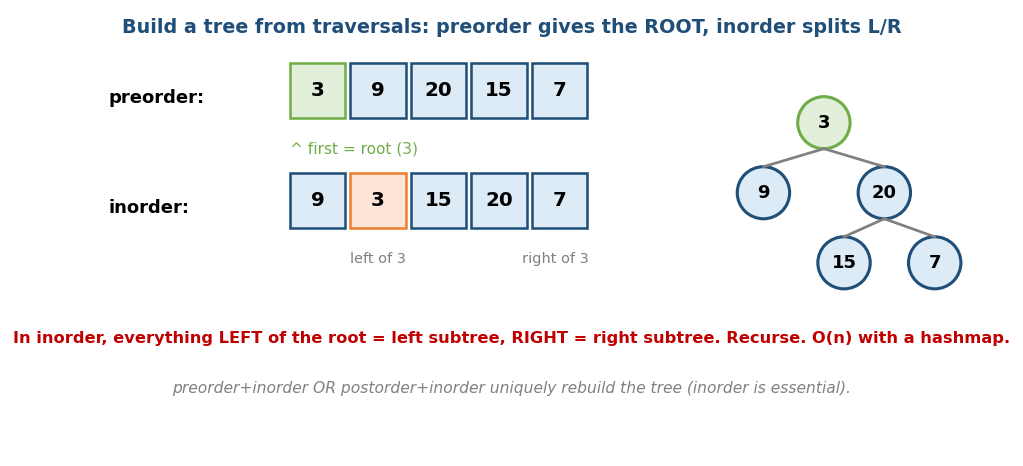 Build a tree from traversals: preorder gives the ROOT, inorder splits L/R
preorder: 3 9 20 15 7
^ first = root (3)
inorder: 9 3 15 20 7
left of 3 right of 3
3
9 20
15 7
In inorder, everything LEFT of the root = left subtree, RIGHT = right subtree. Recurse. O(n) with a hashmap.
preorder+inorder OR postorder+inorder uniquely rebuild the tree (inorder is essential).